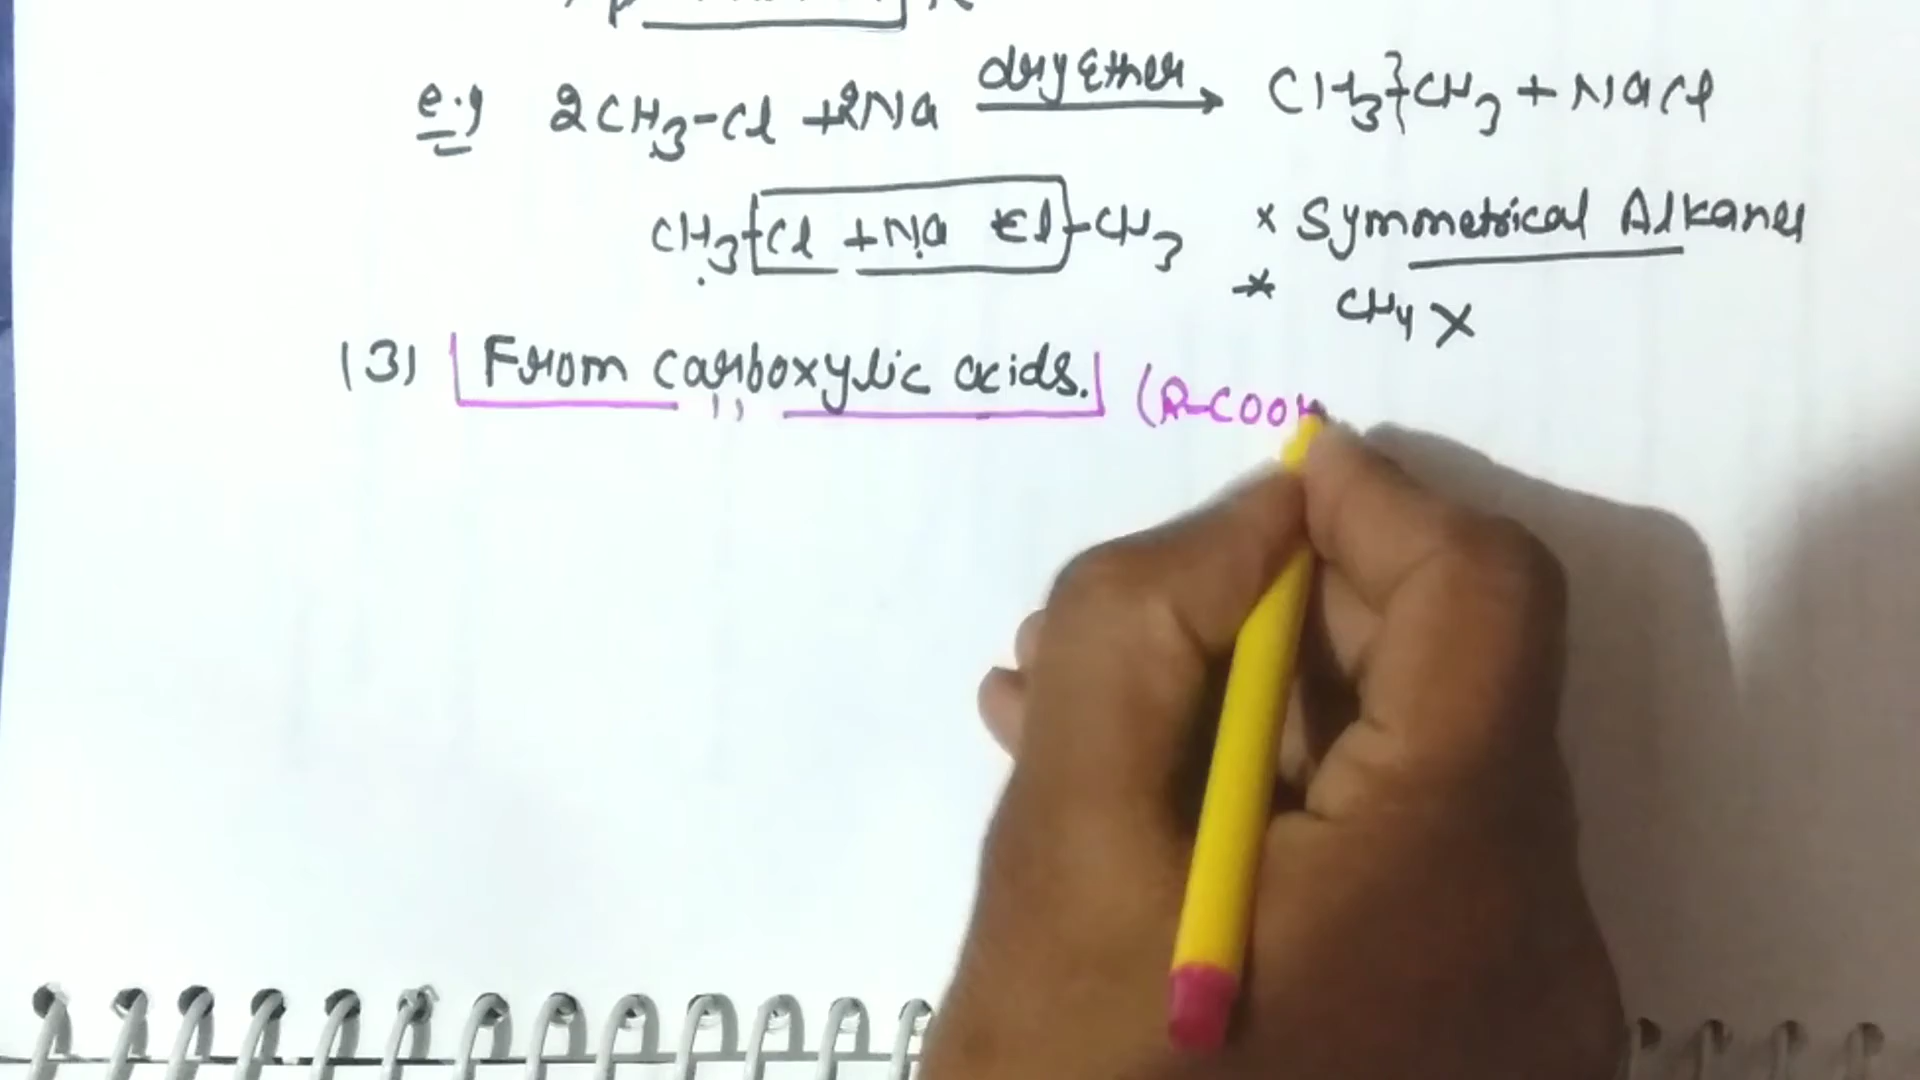 e.g 2CH3-Cl +2Na dry Ether → CH3}-CH3 + NaCl
CH3-Cl +Na Cl-CH3 × Symmetrical Alkanes
* CH4 X
(3) From carboxylic acids. (R-COOH